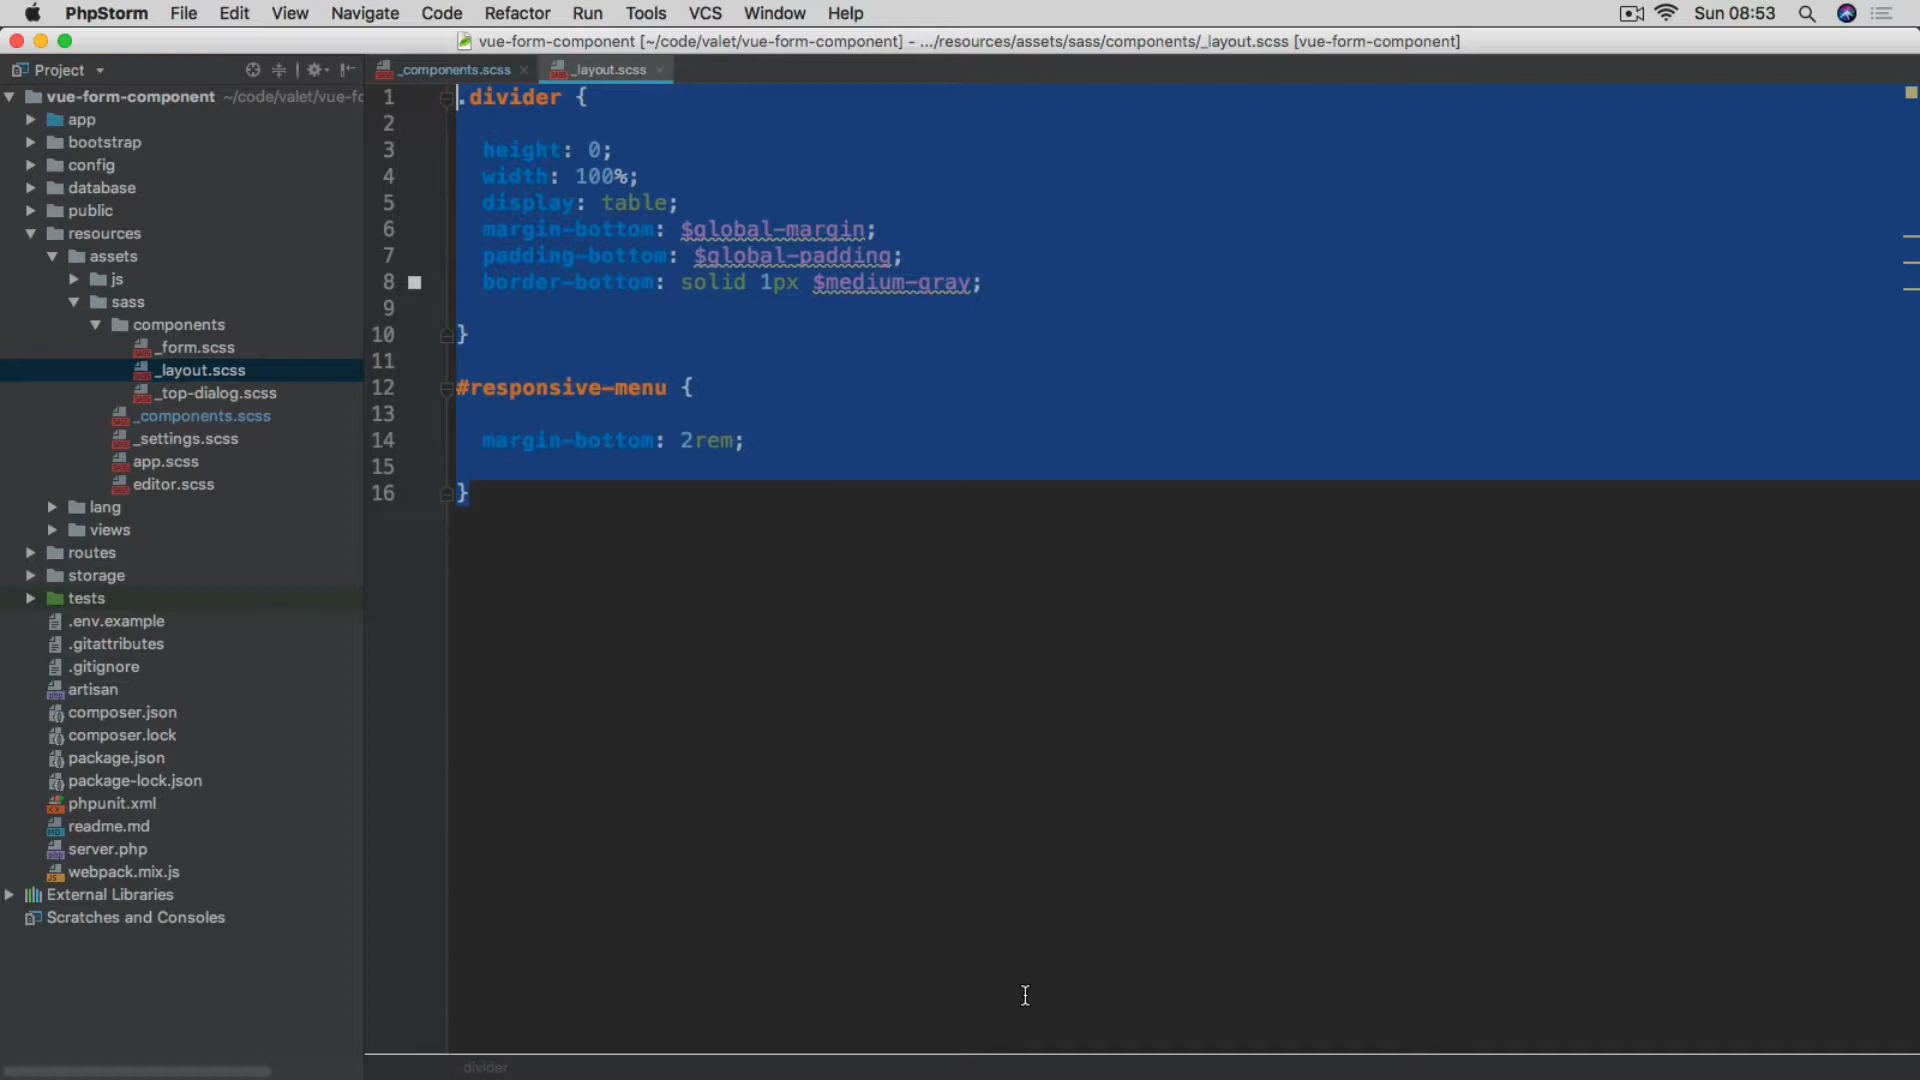 PhpStorm File Edit View Navigate Code Refactor Run Tools VCS Window Help Sun 08:53
vue-form-component [~/code/valet/vue-form-component] - .../resources/assets/sass/components/_layout.scss [vue-form-component]
Project
_components.scss
_layout.scss
vue-form-component ~/code/valet/vue-fo
app
bootstrap
config
database
public
resources
assets
js
sass
components
_form.scss
_layout.scss
_top-dialog.scss
_components.scss
_settings.scss
app.scss
editor.scss
lang
views
routes
storage
tests
.env.example
.gitattributes
.gitignore
artisan
composer.json
composer.lock
package.json
package-lock.json
phpunit.xml
readme.md
server.php
webpack.mix.js
External Libraries
Scratches and Consoles
1 .divider {
2
3 height: 0;
4 width: 100%;
5 display: table;
6 margin-bottom: $global-margin;
7 padding-bottom: $global-padding;
8 border-bottom: solid 1px $medium-gray;
9
10 }
11
12 #responsive-menu {
13
14 margin-bottom: 2rem;
15
16 }
divider